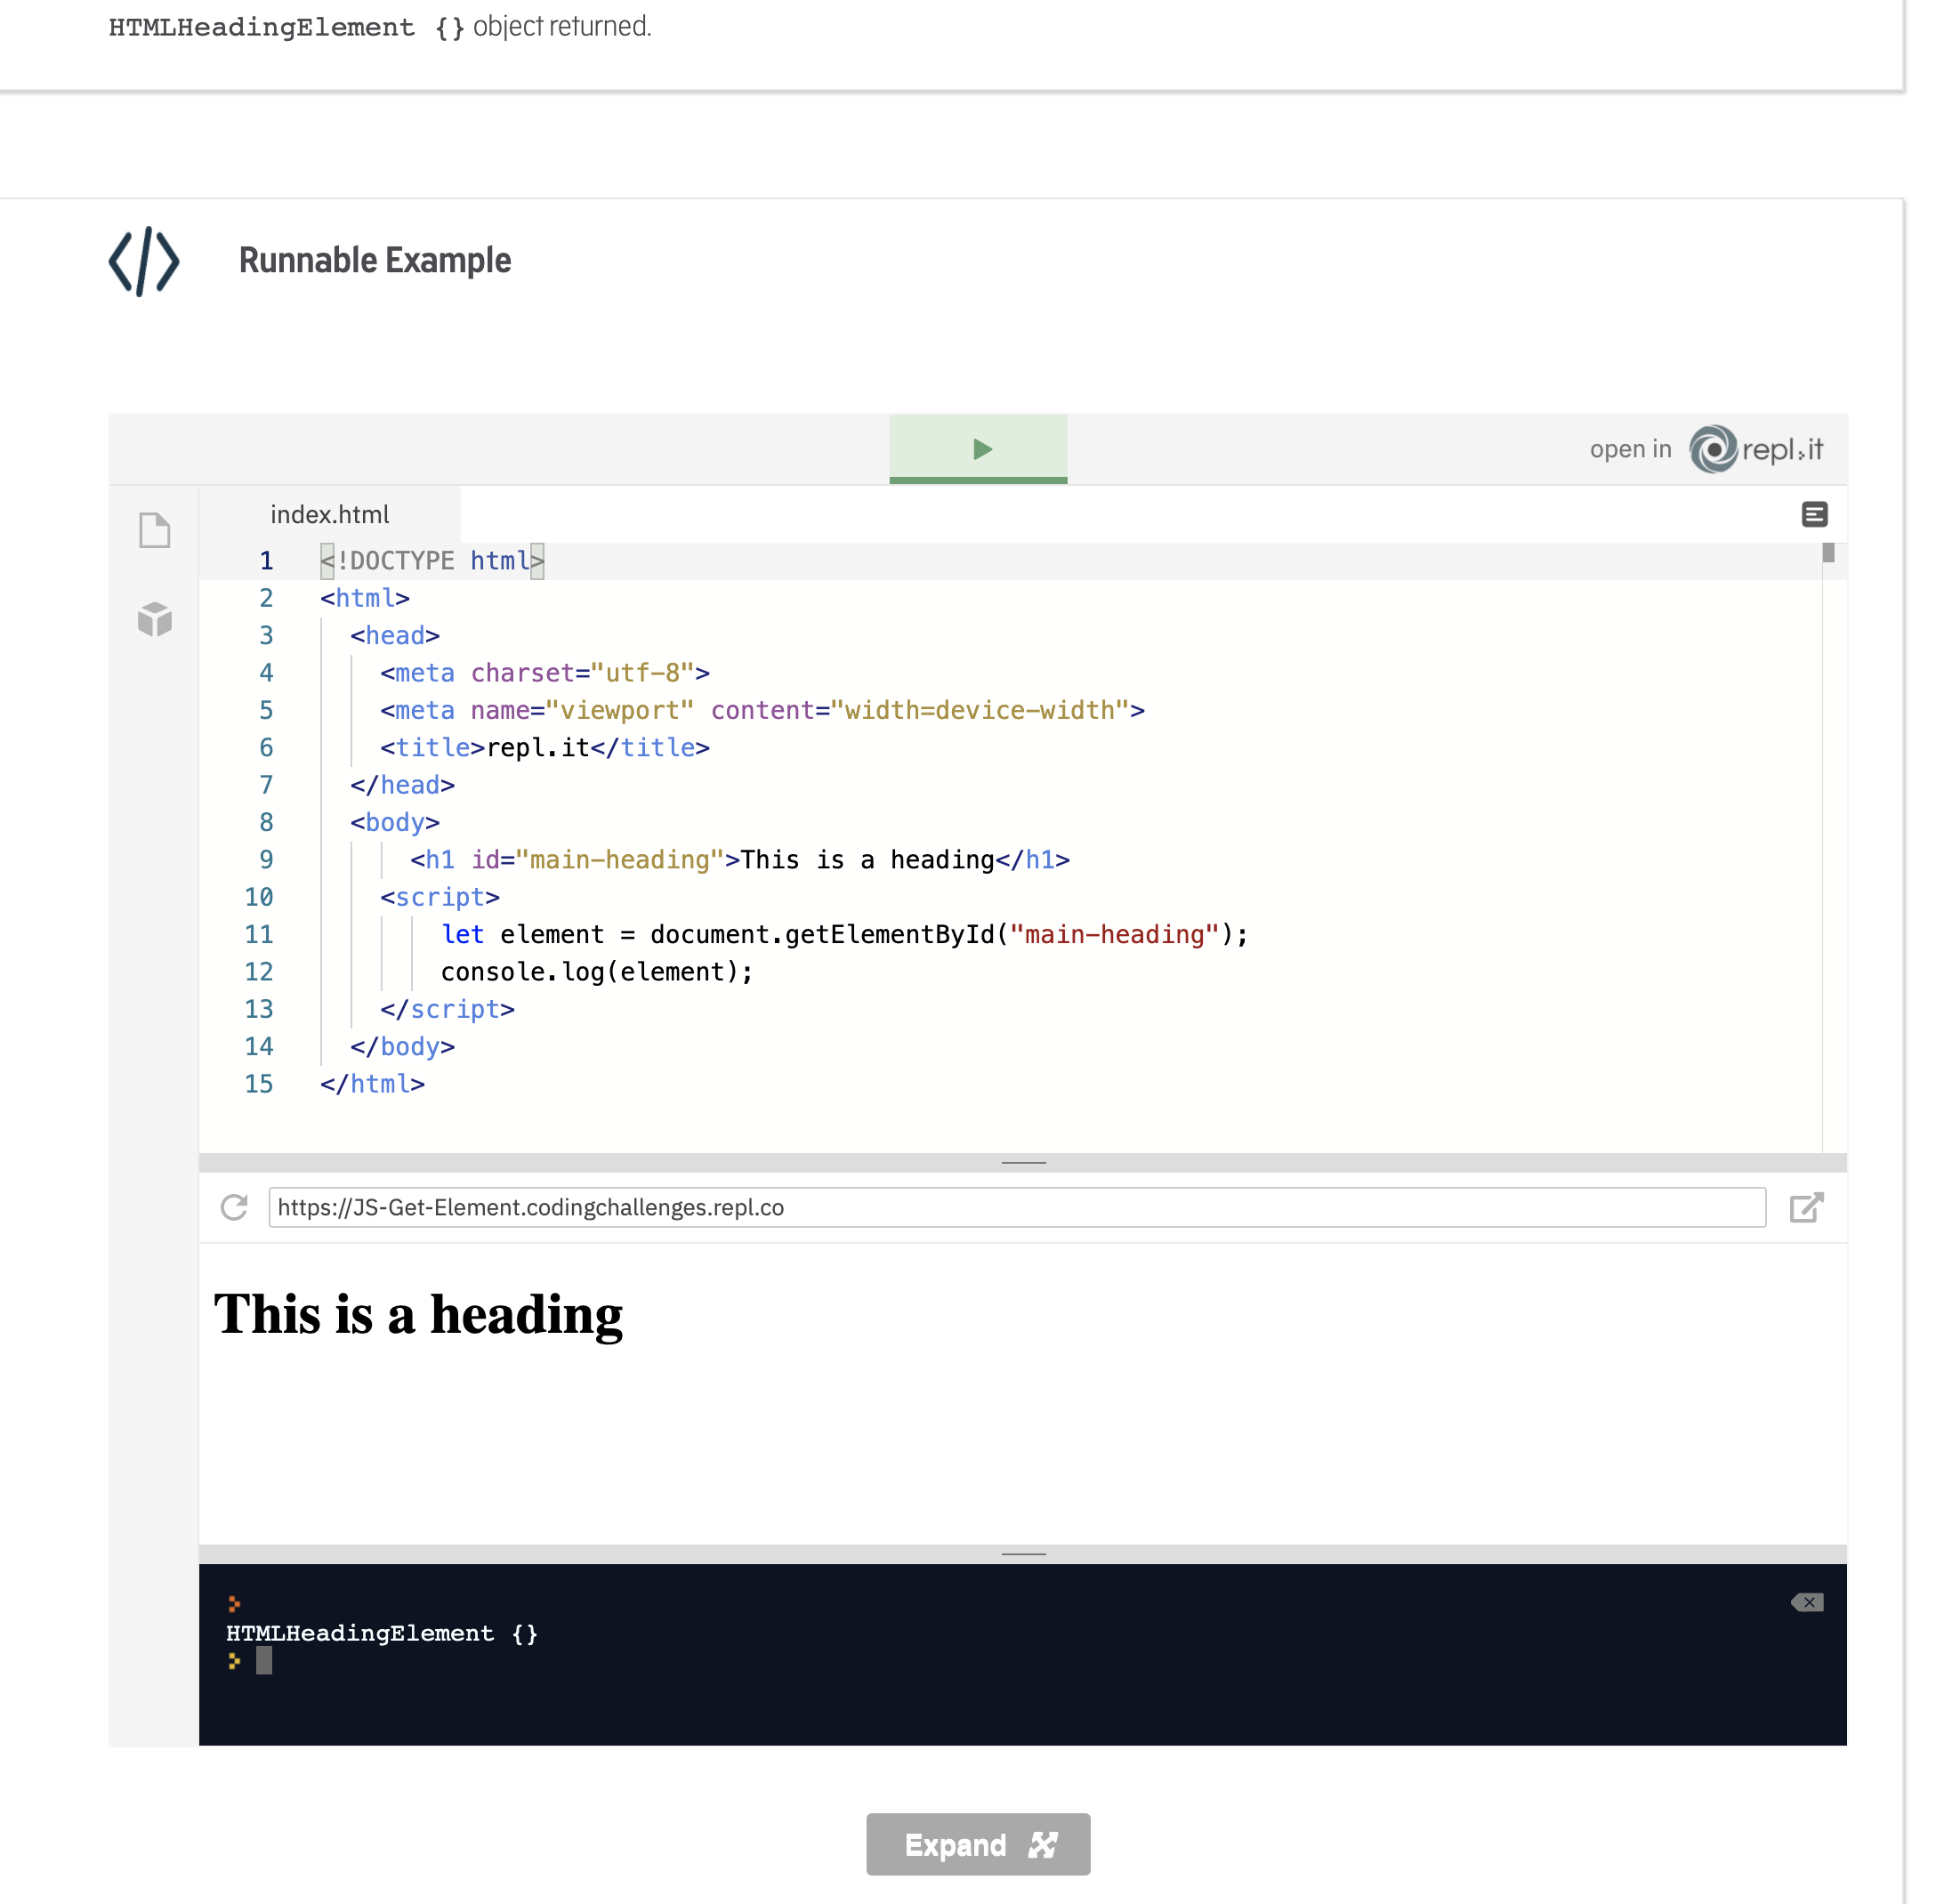 HTMLHeadingElement {} object returned.
Runnable Example
open in repl.it
index.html
1 <!DOCTYPE html>
2 <html>
3 <head>
4 <meta charset="utf-8">
5 <meta name="viewport" content="width=device-width">
6 <title>repl.it</title>
7 </head>
8 <body>
9 <h1 id="main-heading">This is a heading</h1>
10 <script>
11 let element = document.getElementById("main-heading");
12 console.log(element);
13 </script>
14 </body>
15 </html>
https://JS-Get-Element.codingchallenges.repl.co
This is a heading
HTMLHeadingElement {}
Expand